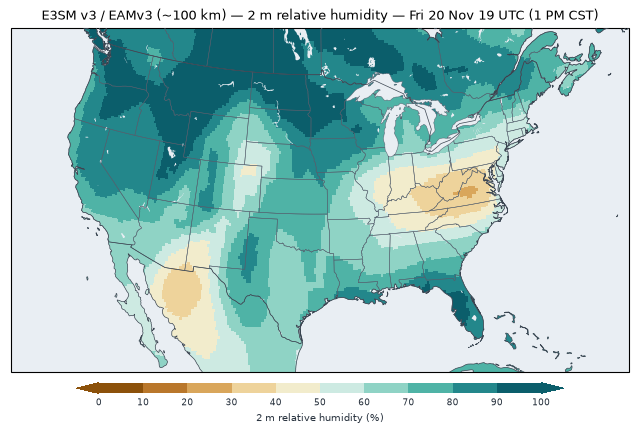 E3SM v3 / EAMv3 (~100 km) — 2 m relative humidity — Fri 20 Nov 19 UTC (1 PM CST)
0 10 20 30 40 50 60 70 80 90 100
2 m relative humidity (%)